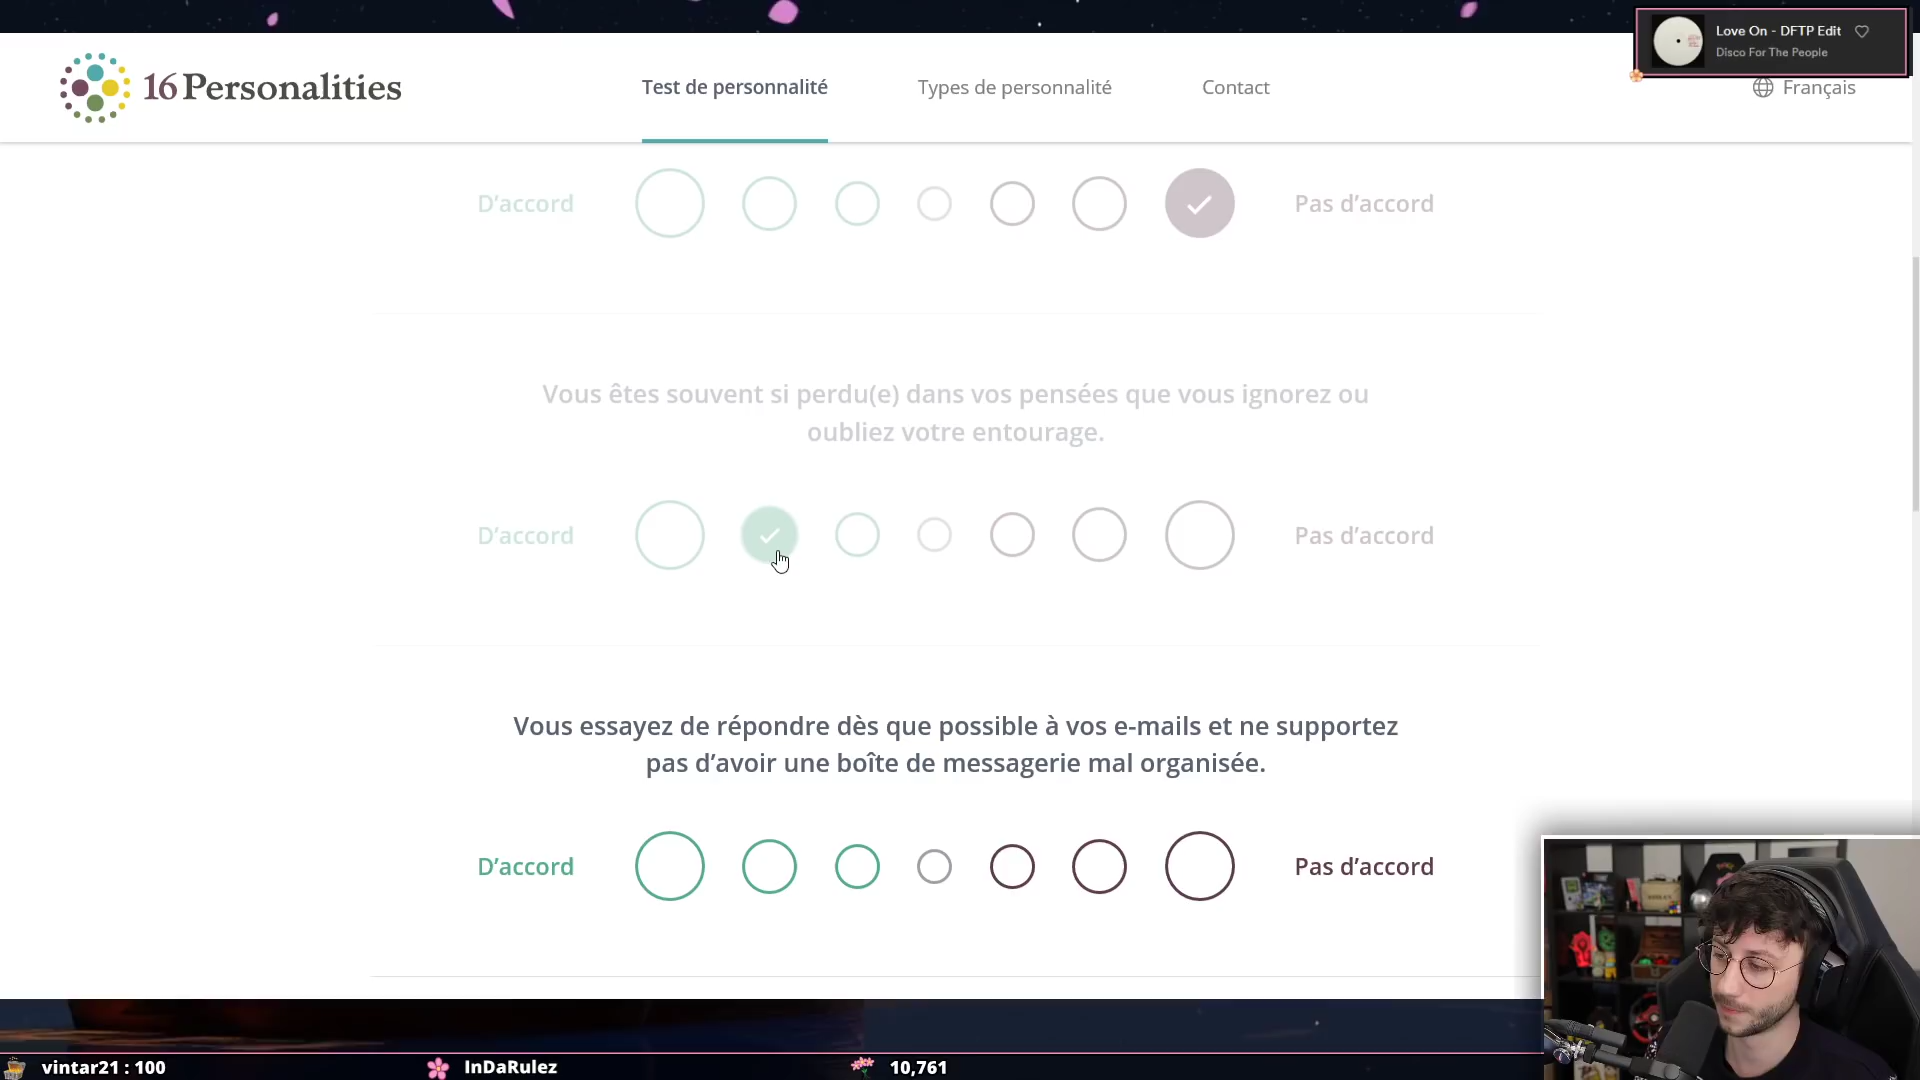 Love On - DFTP Edit
Disco For The People
16Personalities
Test de personnalité
Types de personnalité
Contact
Français
D'accord
Pas d'accord
Vous êtes souvent si perdu(e) dans vos pensées que vous ignorez ou
oubliez votre entourage.
D'accord
Pas d'accord
Vous essayez de répondre dès que possible à vos e-mails et ne supportez
pas d'avoir une boîte de messagerie mal organisée.
D'accord
Pas d'accord
vintar21 : 100
InDaRulez
10,761